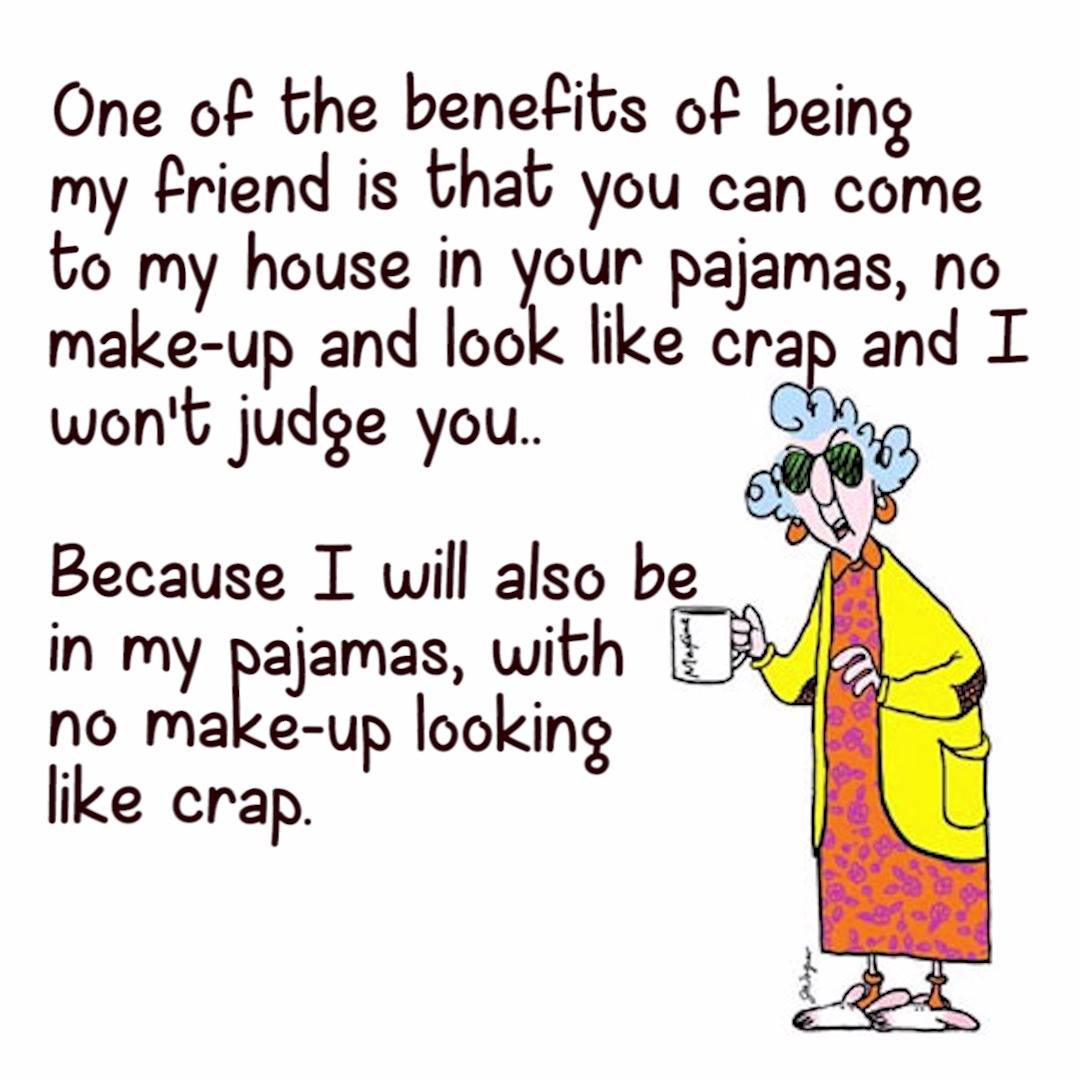 One of the benefits of being
my friend is that you can come
to my house in your pajamas, no
make-up and look like crap and I
won't judge you..
Because I will also be
in my pajamas, with
no make-up looking
like crap.
Maxine